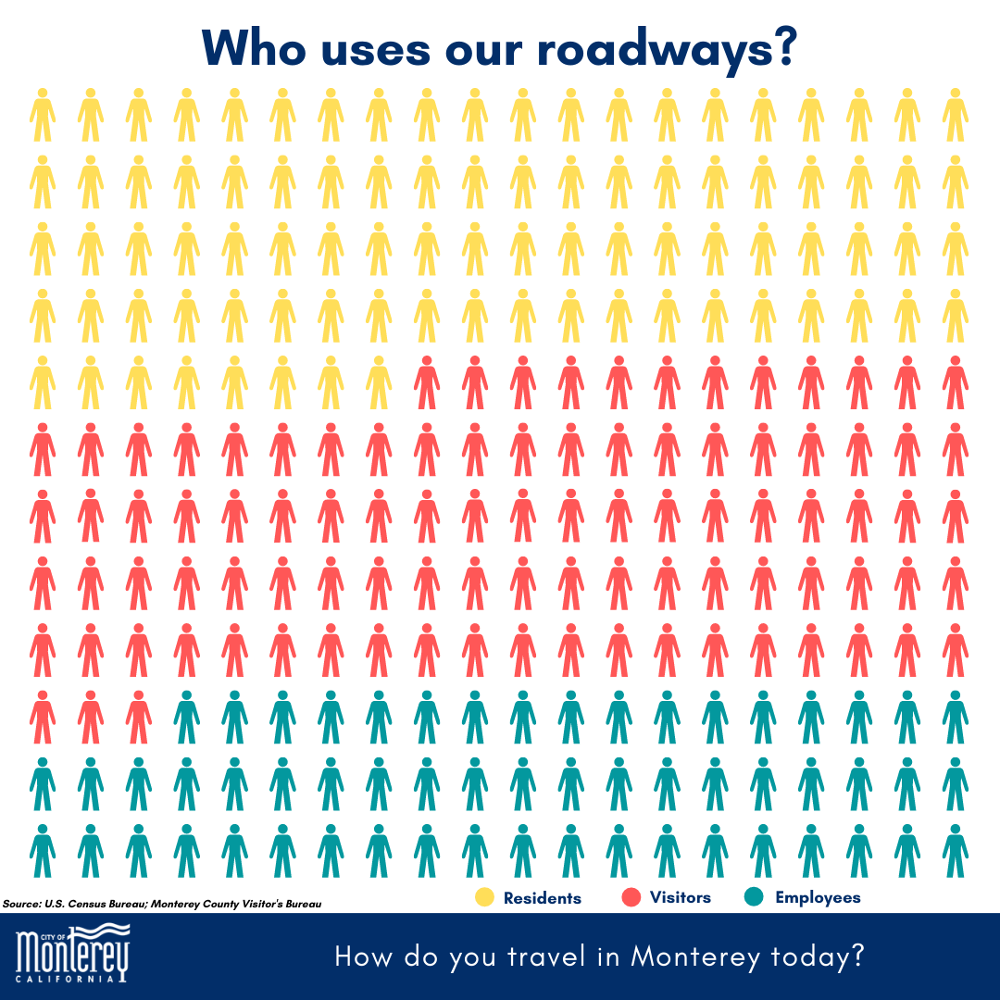 Who uses our roadways?
Source: U.S. Census Bureau; Monterey County Visitor's Bureau
Residents
Visitors
Employees
CITY OF
Monterey
CALIFORNIA
How do you travel in Monterey today?